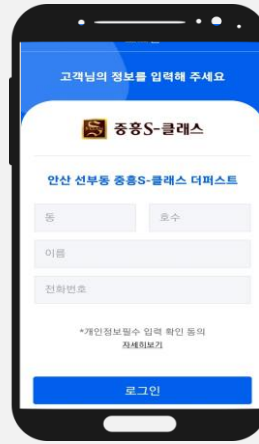 고객님의 정보를 입력해 주세요
중흥S-클래스
안산 선부동 중흥S-클래스 더퍼스트
동 호수
이름
전화번호
*개인정보필수 입력 확인 동의
자세히보기
로그인